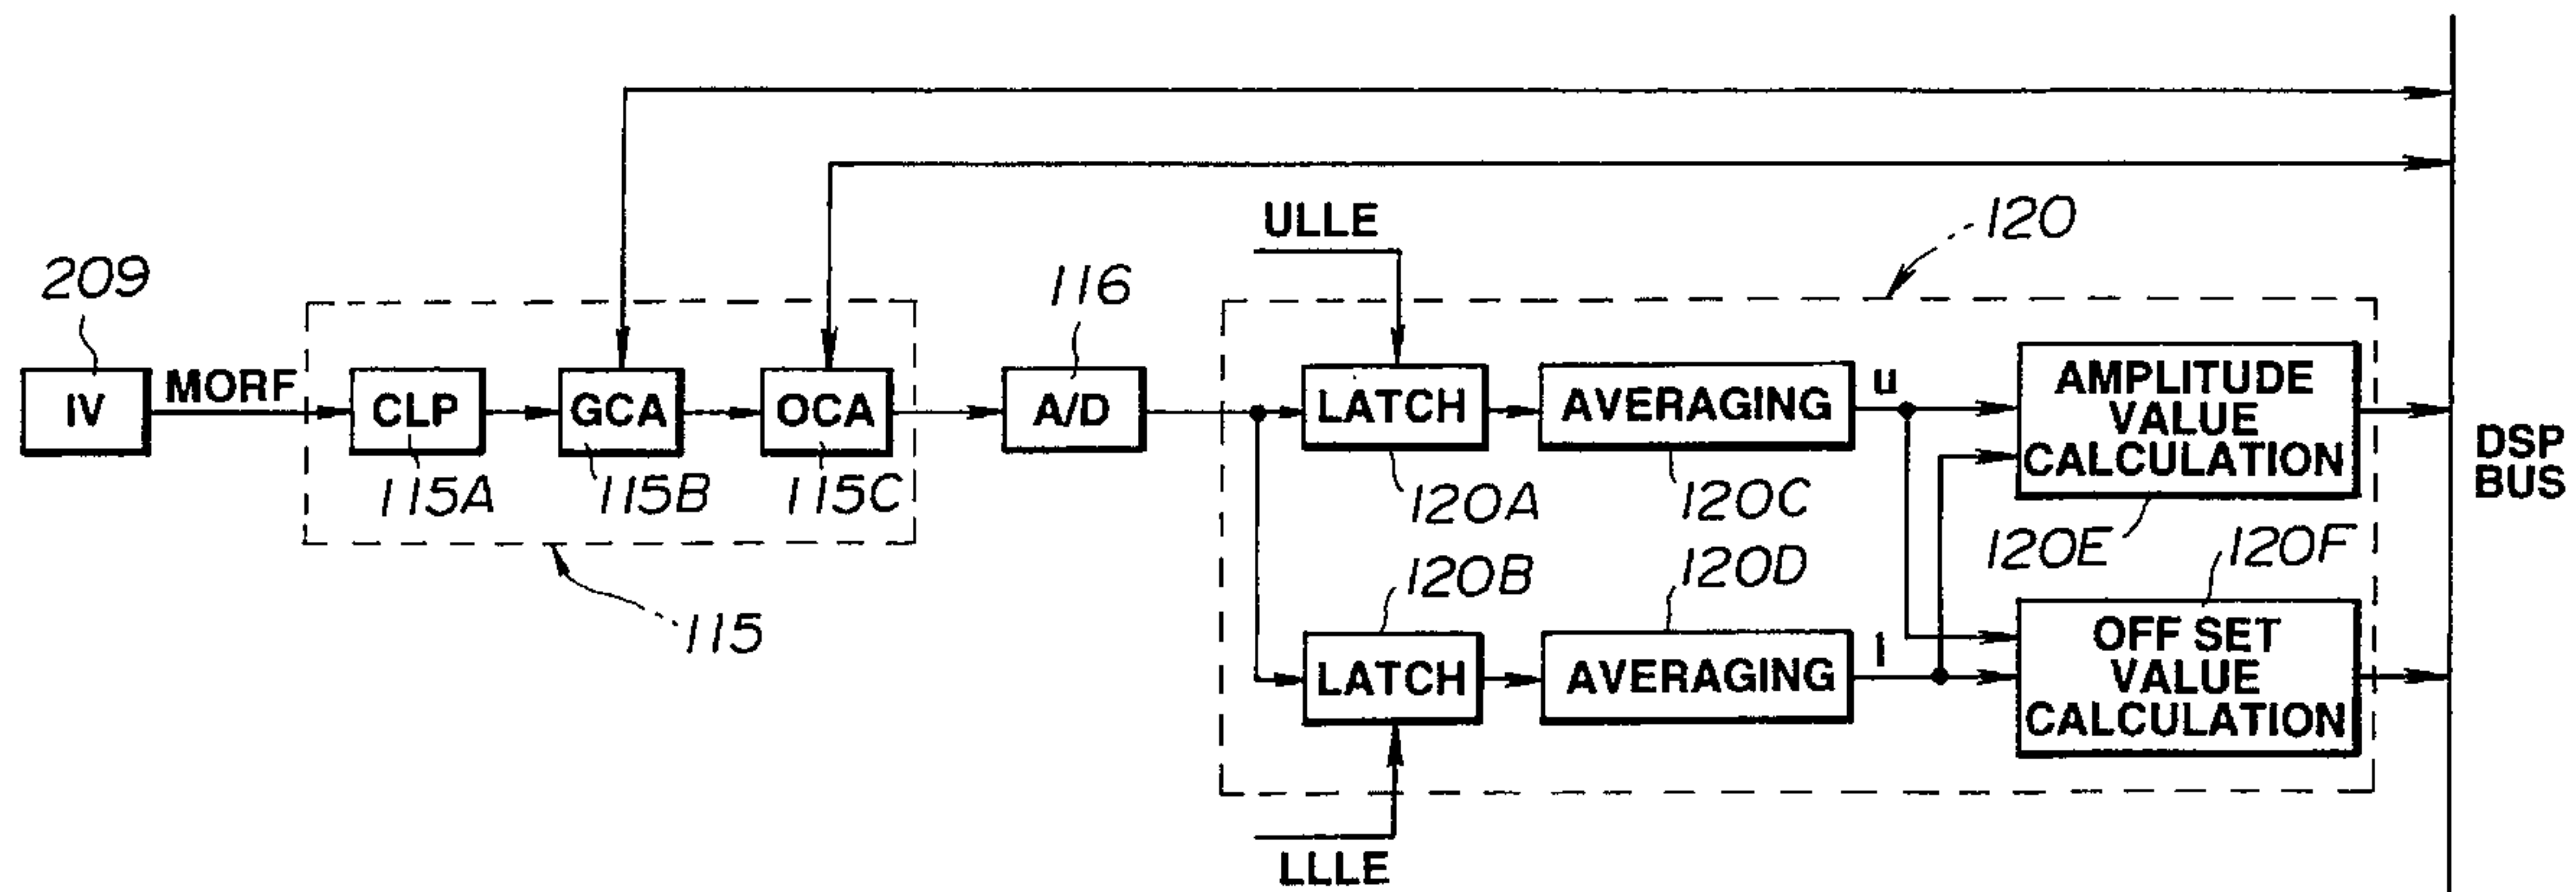 ULLE
120
209
116
IV
MORF
CLP
GCA
OCA
A/D
LATCH
AVERAGING
u
AMPLITUDE
VALUE
CALCULATION
DSP
BUS
115A
115B
115C
120A
120C
120E
120F
120B
120D
115
LATCH
AVERAGING
l
OFF SET
VALUE
CALCULATION
LLLE